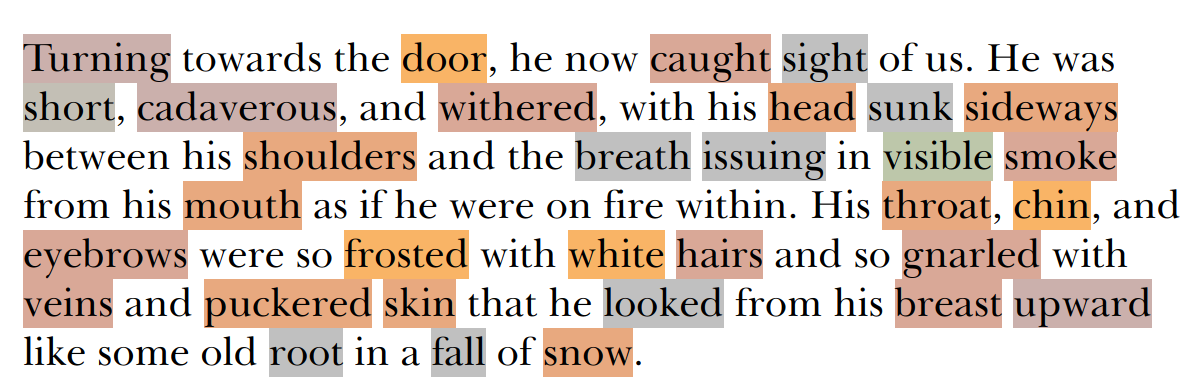 Turning towards the door, he now caught sight of us. He was
short, cadaverous, and withered, with his head sunk sideways
between his shoulders and the breath issuing in visible smoke
from his mouth as if he were on fire within. His throat, chin, and
eyebrows were so frosted with white hairs and so gnarled with
veins and puckered skin that he looked from his breast upward
like some old root in a fall of snow.